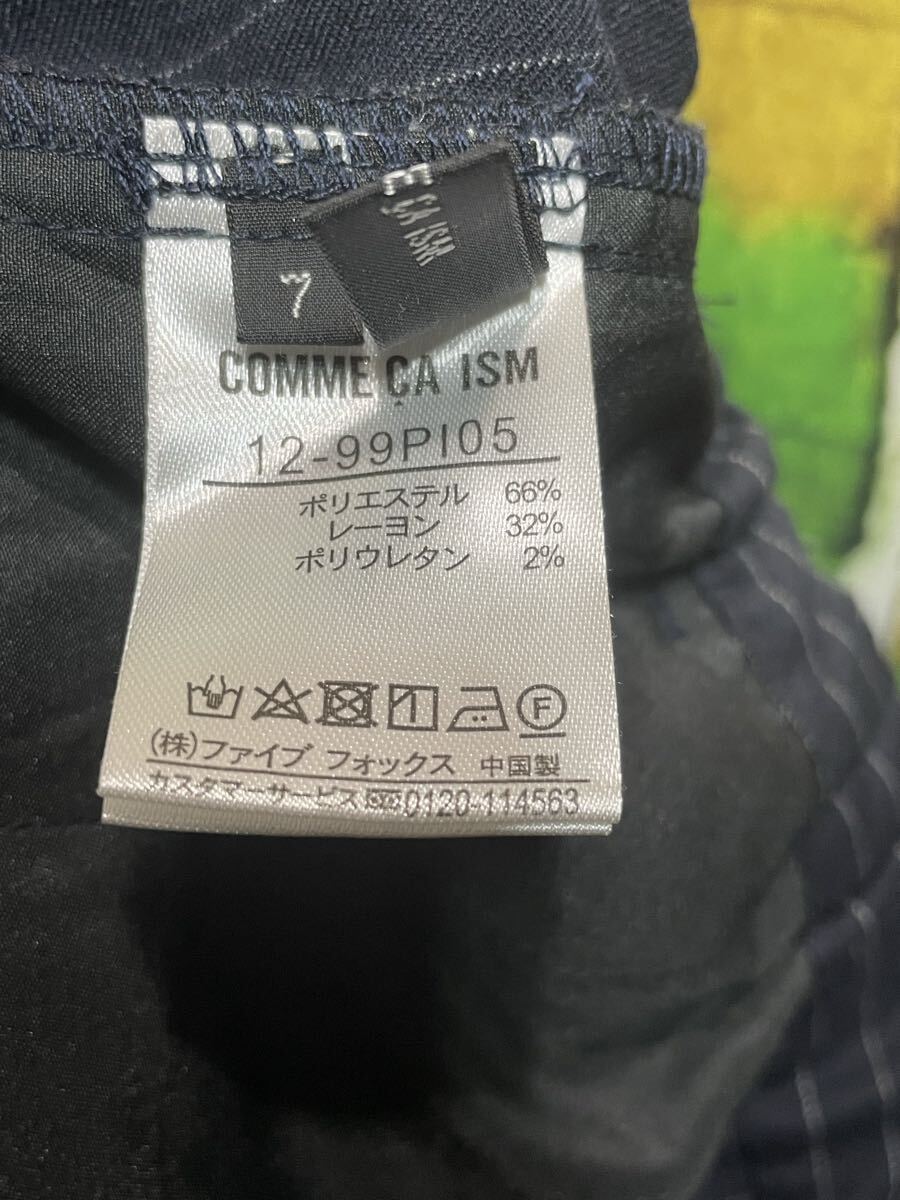 E
ÇA ISM
7
COMME ÇA ISM
12-99PI05
ポリエステル 66%
レーヨン 32%
ポリウレタン 2%
F
(株)ファイブ フォックス 中国製
カスタマーサービス 0120-114563